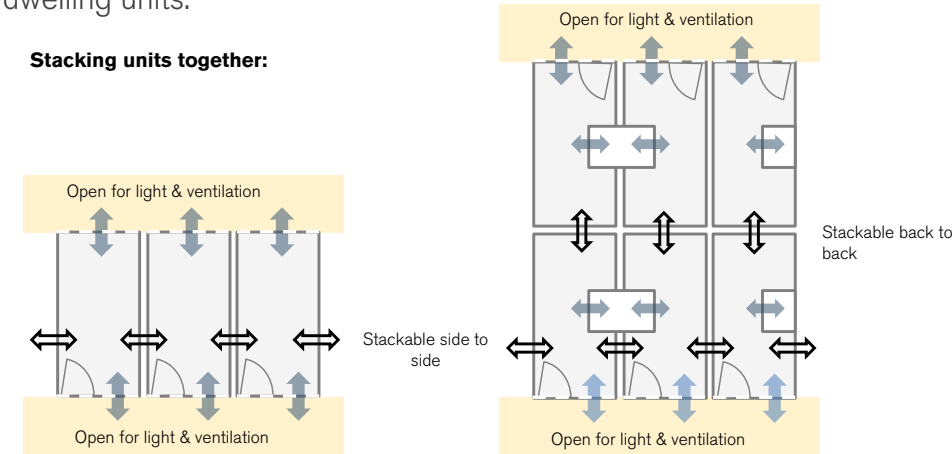 dwelling units.
Stacking units together:
Open for light & ventilation
Open for light & ventilation
Stackable side to
side
Open for light & ventilation
Open for light & ventilation
Stackable back to
back